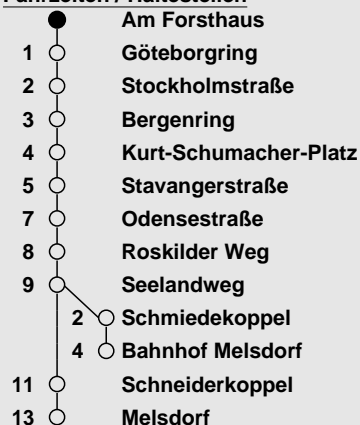 Fahrzeiten / Haltestellen
Am Forsthaus
1 Göteborgring
2 Stockholmstraße
3 Bergenring
4 Kurt-Schumacher-Platz
5 Stavangerstraße
7 Odensestraße
8 Roskilder Weg
9 Seelandweg
2 Schmiedekoppel
4 Bahnhof Melsdorf
11 Schneiderkoppel
13 Melsdorf